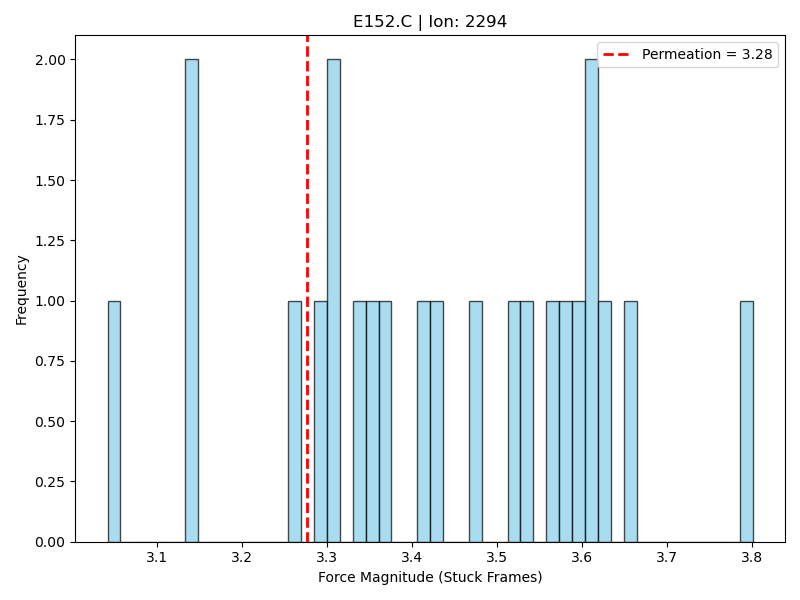 E152.C | Ion: 2294
Permeation = 3.28
2.00
1.75
1.50
1.25
1.00
0.75
0.50
0.25
0.00
Frequency
3.1 3.2 3.3 3.4 3.5 3.6 3.7 3.8
Force Magnitude (Stuck Frames)